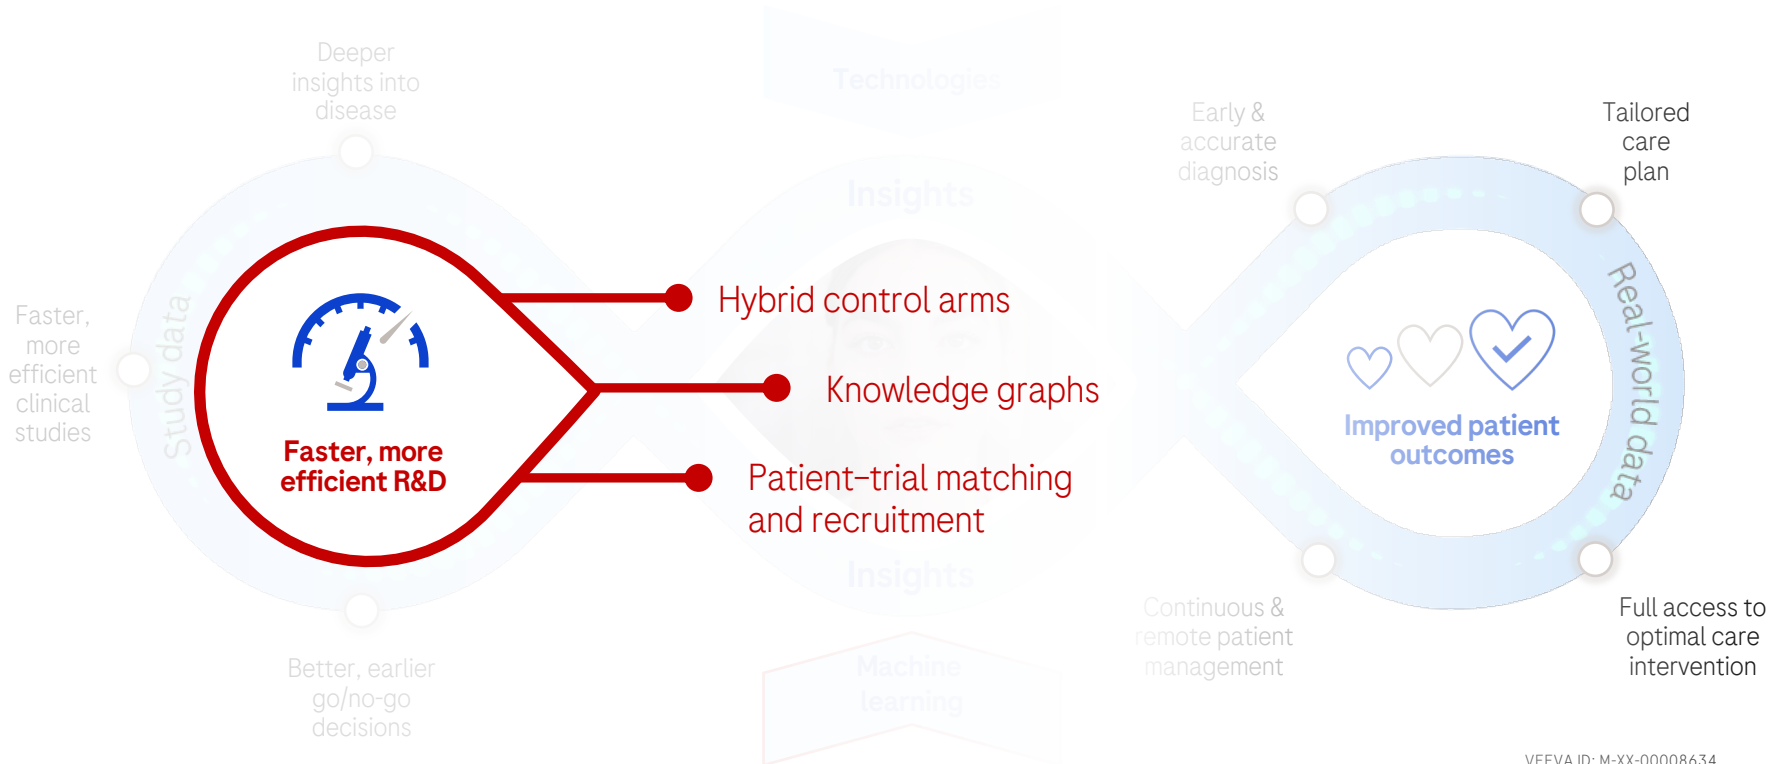 Deeper
insights into
disease
Faster,
more
efficient
clinical
studies
Study data
Better, earlier
go/no-go
decisions
Faster, more
efficient R&D
Technologies
Insights
Hybrid control arms
Knowledge graphs
Patient-trial matching
and recruitment
Insights
Machine
learning
Early &
accurate
diagnosis
Tailored
care
plan
Real-world data
Improved patient
outcomes
Continuous &
remote patient
management
Full access to
optimal care
intervention
VEEVA ID: M-XX-00008634